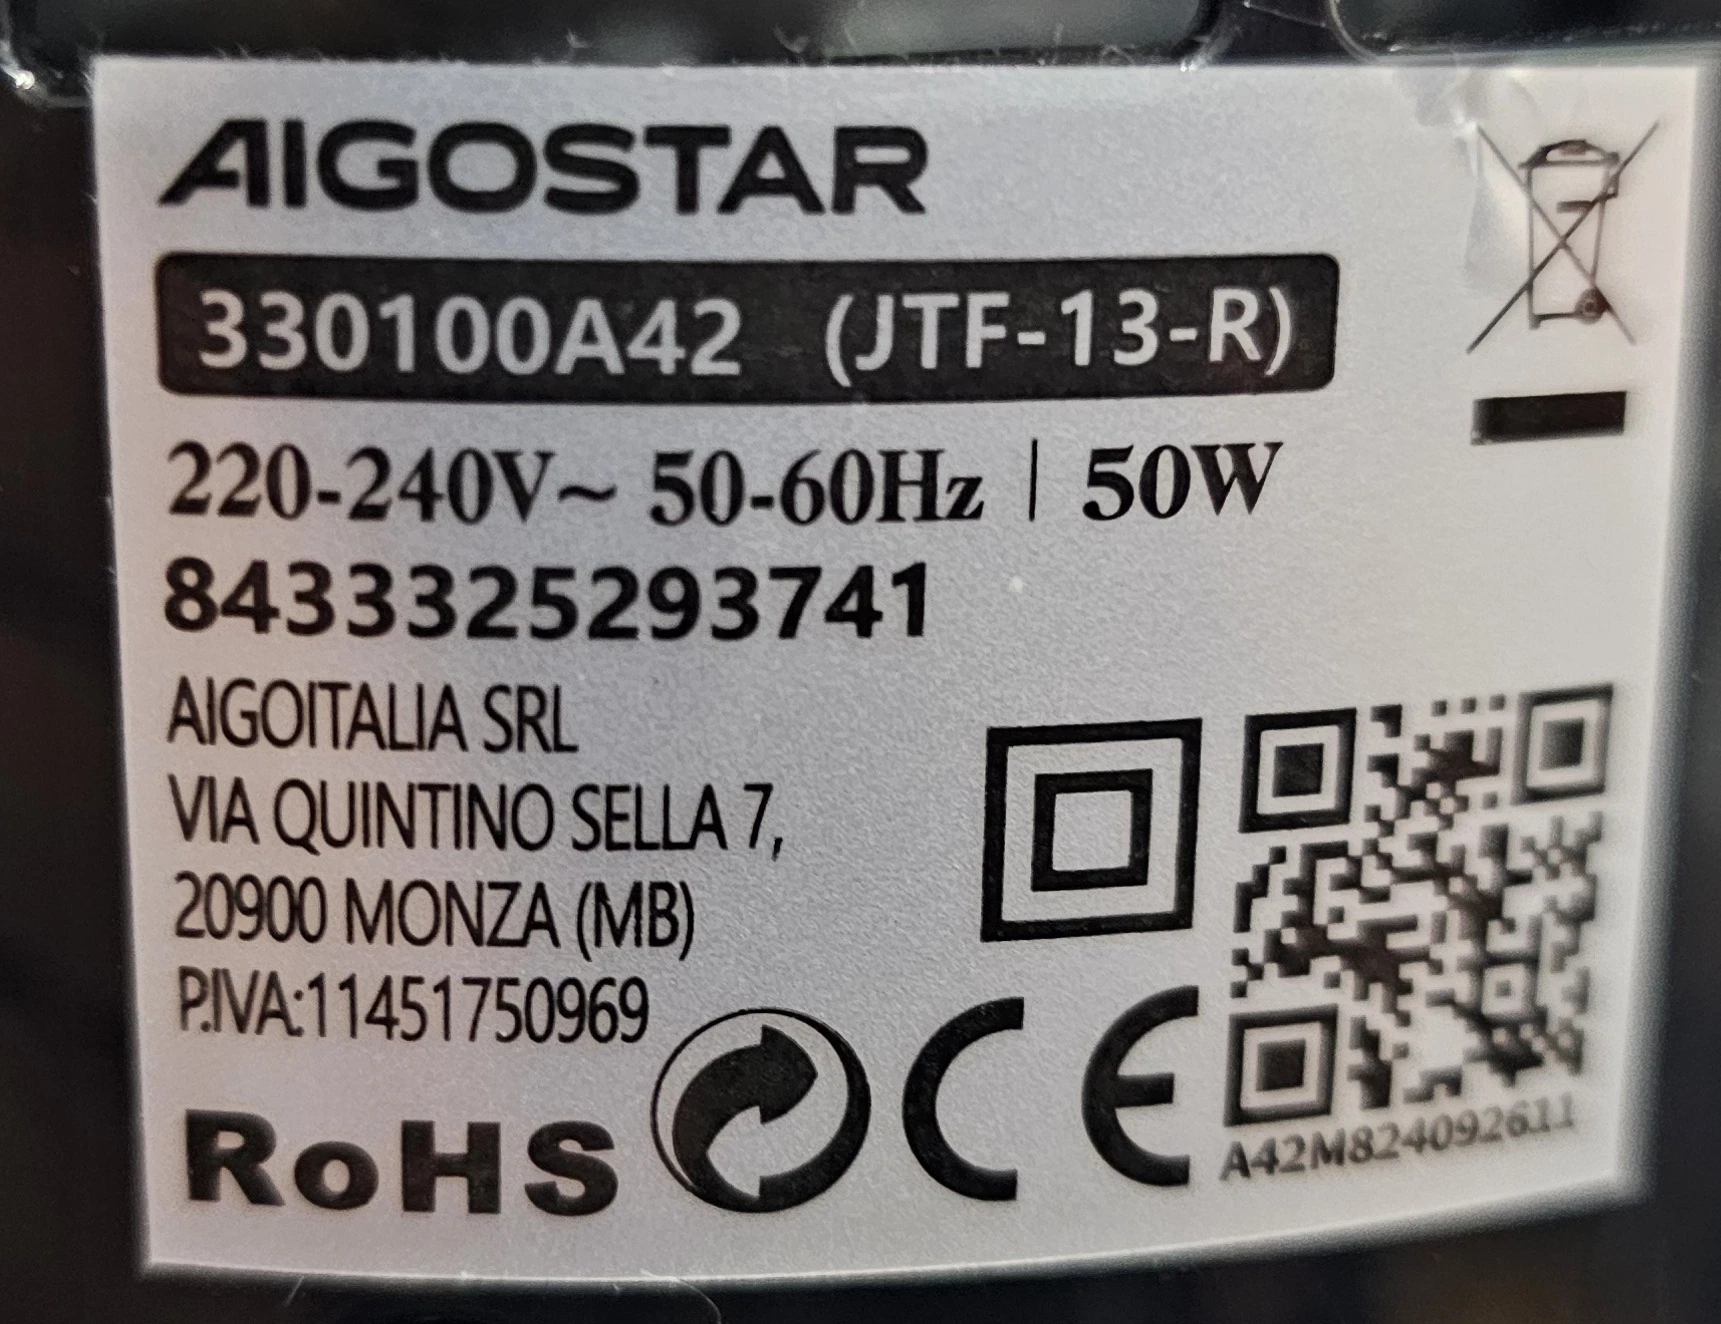 AIGOSTAR
330100A42 (JTF-13-R)
220-240V~ 50-60Hz | 50W
8433325293741
AIGOITALIA SRL
VIA QUINTINO SELLA 7,
20900 MONZA (MB)
P.IVA:11451750969
RoHS
CE
A42M824092611